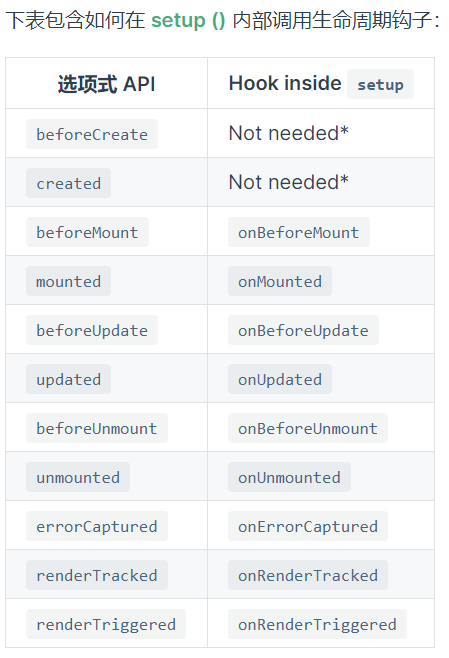 下表包含如何在 setup () 内部调用生命周期钩子：
选项式 API Hook inside setup
beforeCreate Not needed*
created Not needed*
beforeMount onBeforeMount
mounted onMounted
beforeUpdate onBeforeUpdate
updated onUpdated
beforeUnmount onBeforeUnmount
unmounted onUnmounted
errorCaptured onErrorCaptured
renderTracked onRenderTracked
renderTriggered onRenderTriggered